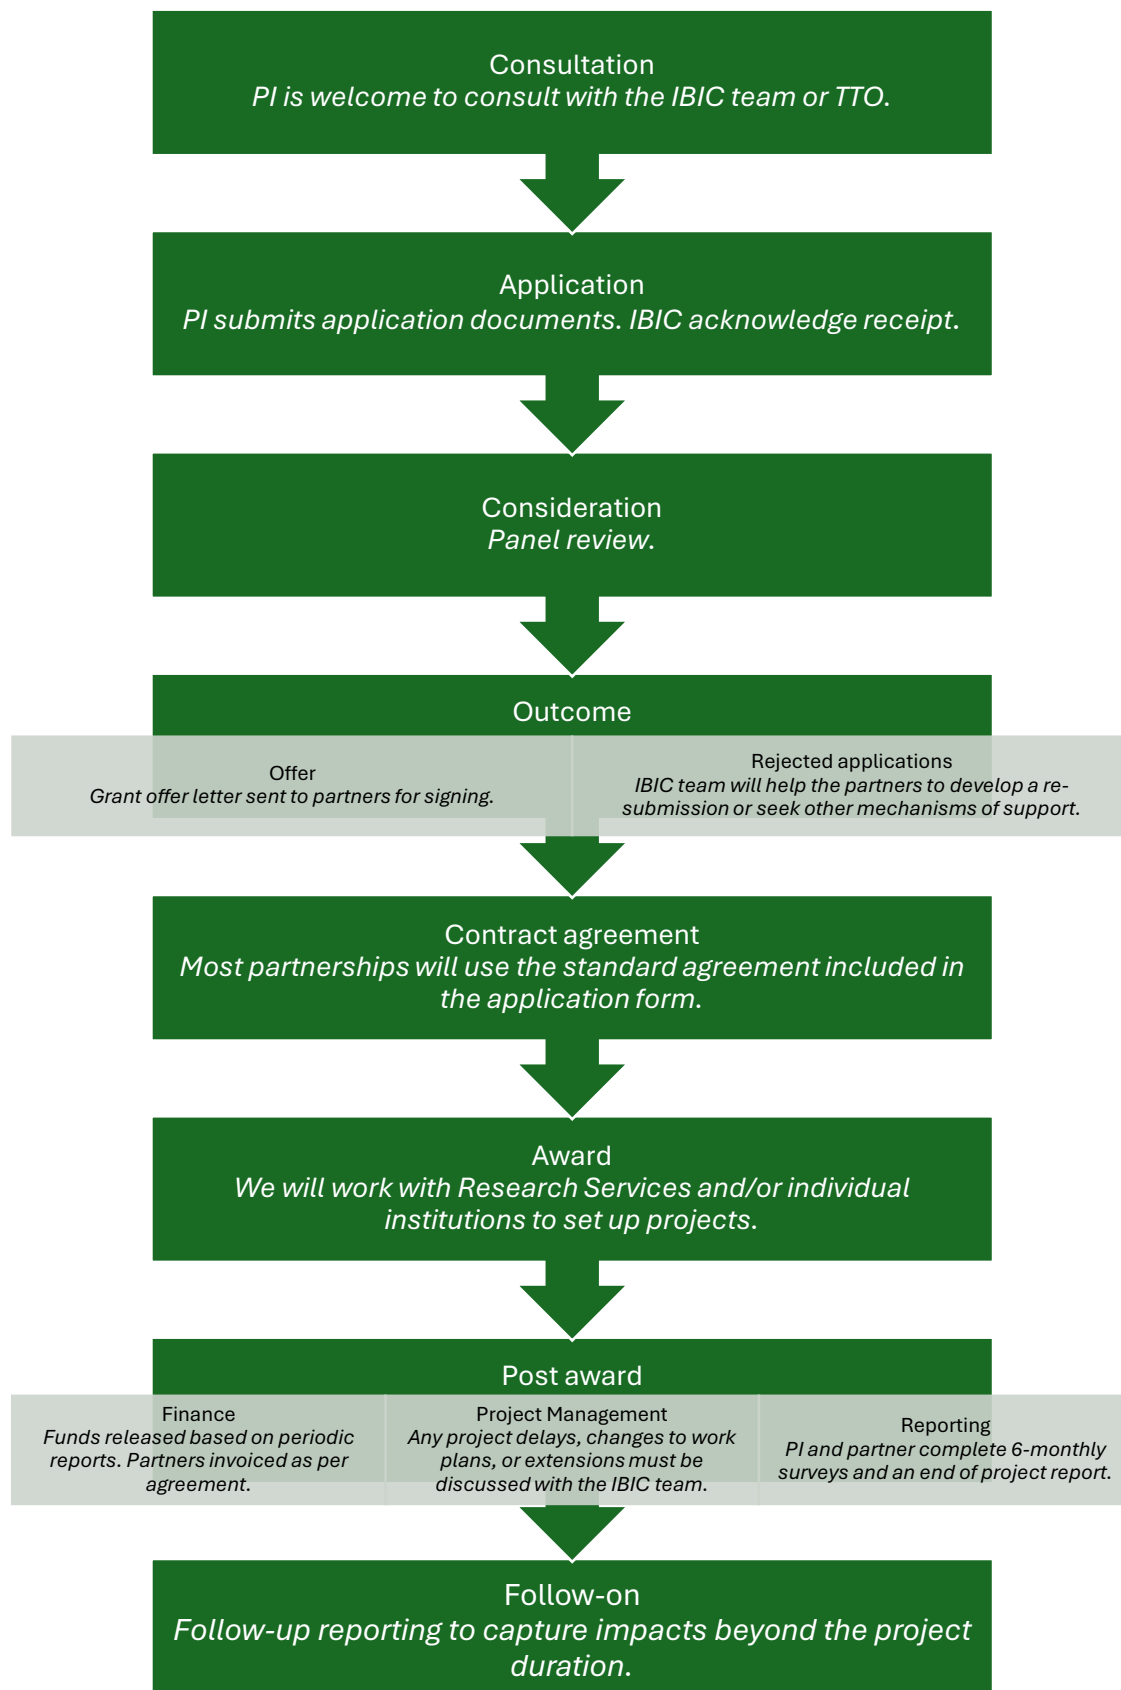 Consultation
PI is welcome to consult with the IBIC team or TTO.
Application
PI submits application documents. IBIC acknowledge receipt.
Consideration
Panel review.
Outcome
Offer
Grant offer letter sent to partners for signing.
Rejected applications
IBIC team will help the partners to develop a re-
submission or seek other mechanisms of support.
Contract agreement
Most partnerships will use the standard agreement included in
the application form.
Award
We will work with Research Services and/or individual
institutions to set up projects.
Post award
Finance
Funds released based on periodic
reports. Partners invoiced as per
agreement.
Project Management
Any project delays, changes to work
plans, or extensions must be
discussed with the IBIC team.
Reporting
PI and partner complete 6-monthly
surveys and an end of project report.
Follow-on
Follow-up reporting to capture impacts beyond the project
duration.